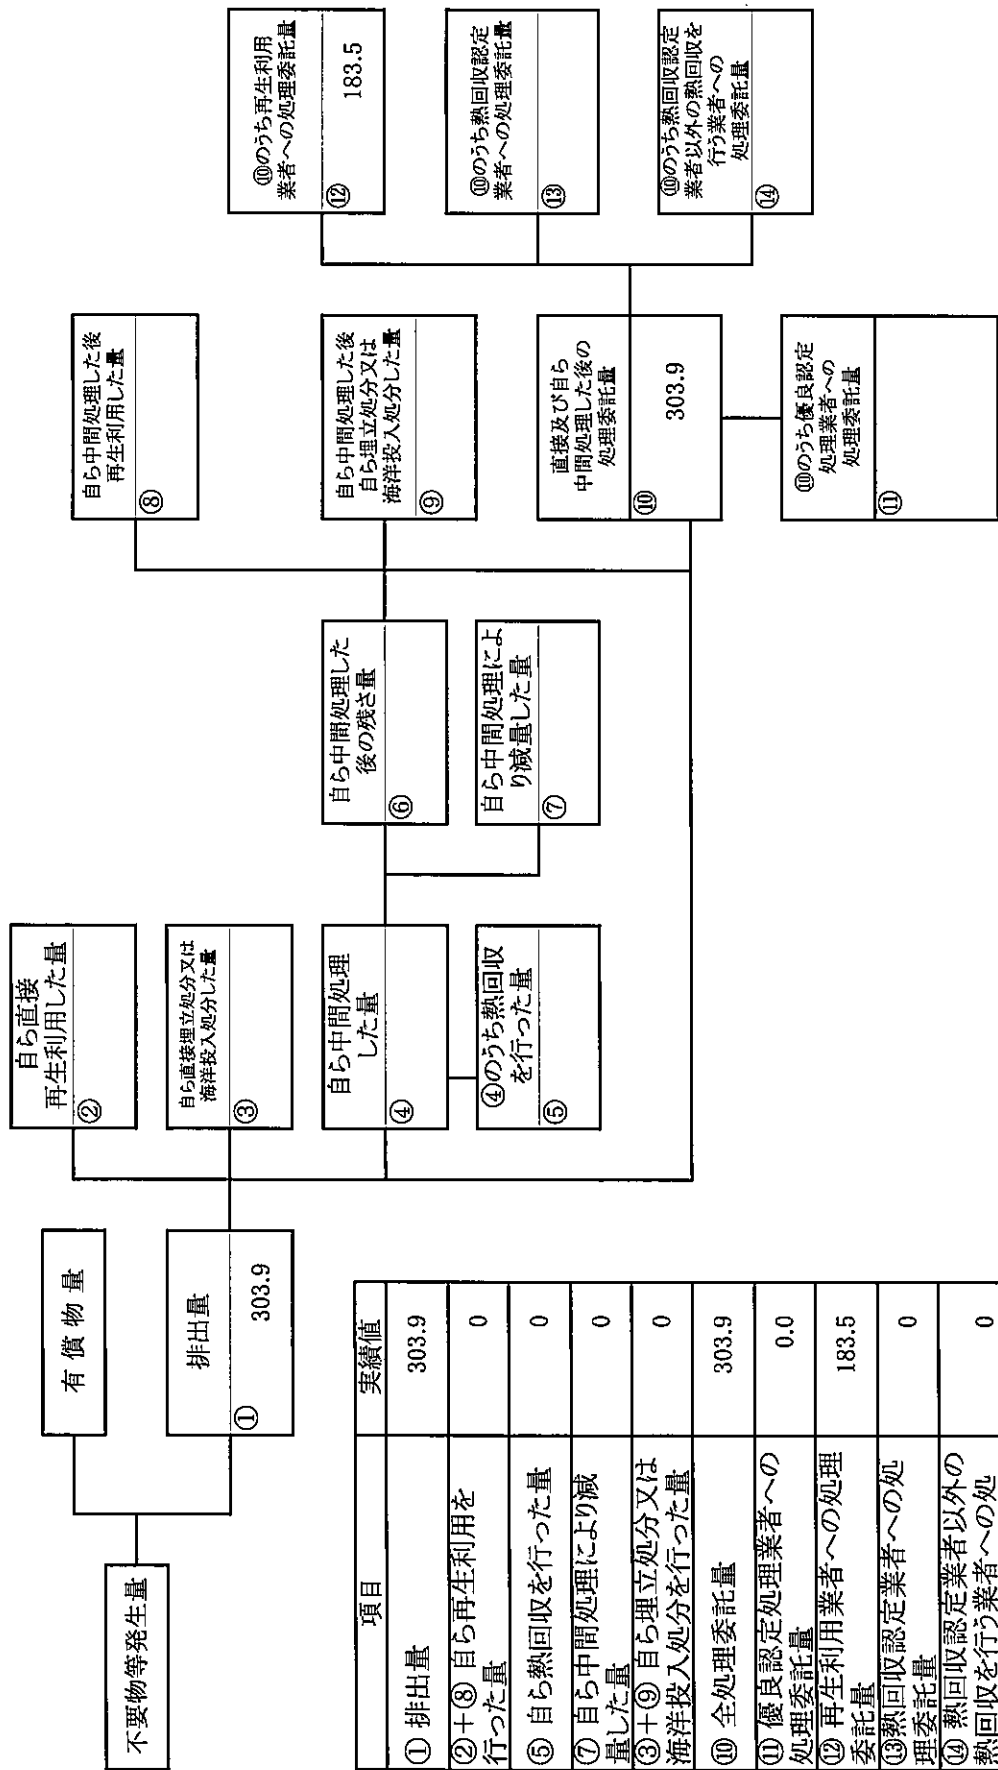 不要物等発生量
有償物量
排出量
①
303.9
自ら直接
再生利用した量
②
自ら直接埋立処分又は
海洋投入処分した量
③
自ら中間処理
した量
④
④のうち熱回収
を行った量
⑤
自ら中間処理した
後の残さ量
⑥
自ら中間処理によ
り減量した量
⑦
自ら中間処理した後
再生利用した量
⑧
自ら中間処理した後
自ら埋立処分又は
海洋投入処分した量
⑨
直接及び自ら
中間処理した後の
処理委託量
⑩
303.9
⑩のうち優良認定
処理業者への
処理委託量
⑪
⑩のうち再生利用
業者への処理委託量
⑫
183.5
⑩のうち熱回収認定
業者への処理委託量
⑬
⑩のうち熱回収認定
業者以外の熱回収を
行う業者への
処理委託量
⑭
項目 実績値
①排出量 303.9
②+⑧ 自ら再生利用を
行った量 0
⑤ 自ら熱回収を行った量 0
⑦ 自ら中間処理により減
量した量 0
③+⑨ 自ら埋立処分又は
海洋投入処分を行った量 0
⑩ 全処理委託量 303.9
⑪ 優良認定処理業者への
処理委託量 0.0
⑫ 再生利用業者への処理
委託量 183.5
⑬熱回収認定業者への処
理委託量 0
⑭ 熱回収認定業者以外の
熱回収を行う業者への処 0